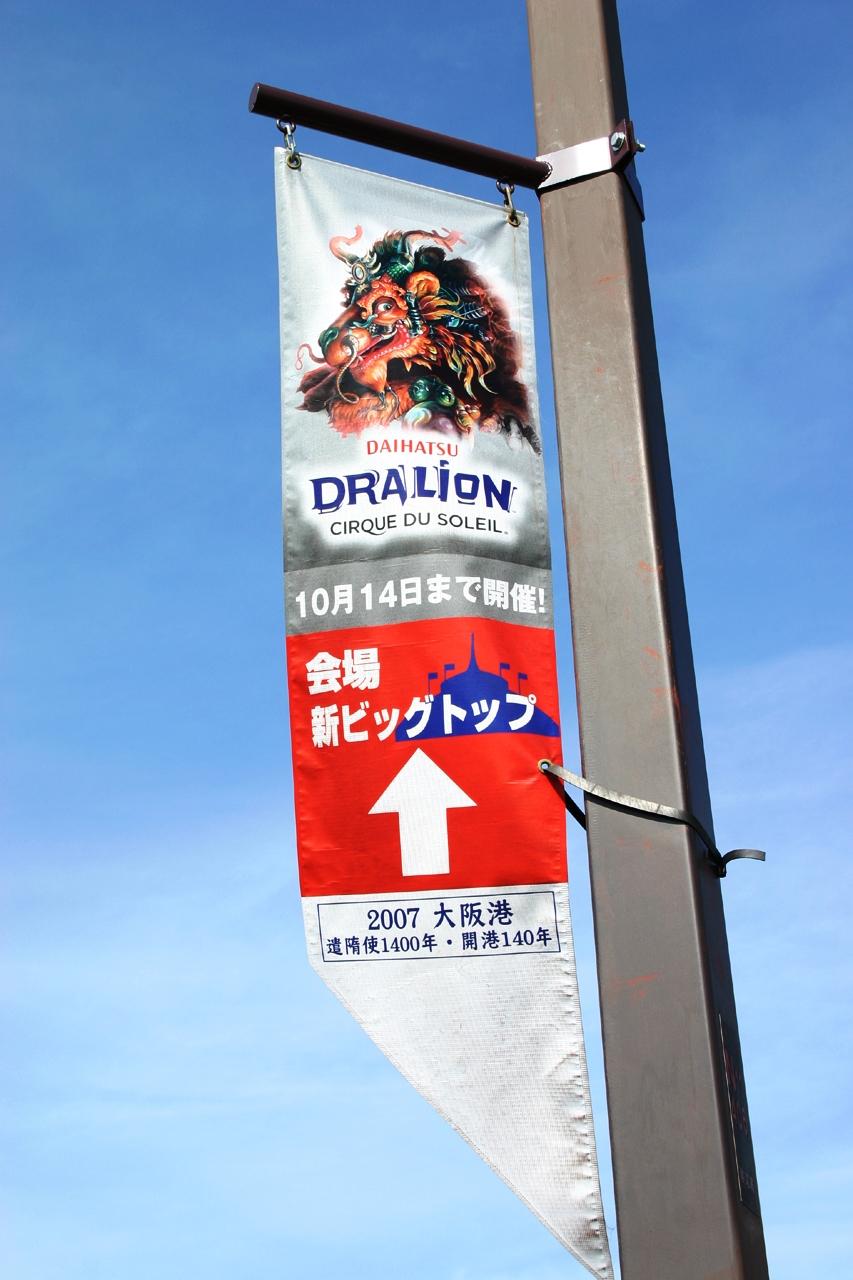 DAIHATSU
DRALION
CIRQUE DU SOLEIL
10月14日まで開催!
会場
新ビッグトップ
2007 大阪港
遣隋使1400年・開港140年